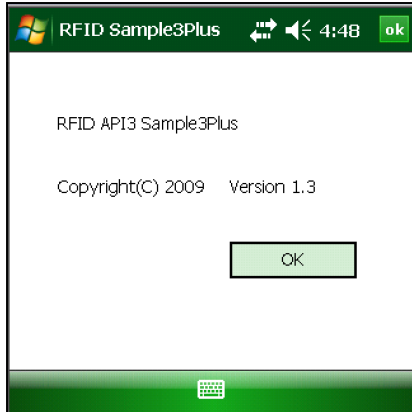 RFID Sample3Plus 4:48 ok
RFID API3 Sample3Plus
Copyright(C) 2009 Version 1.3
OK